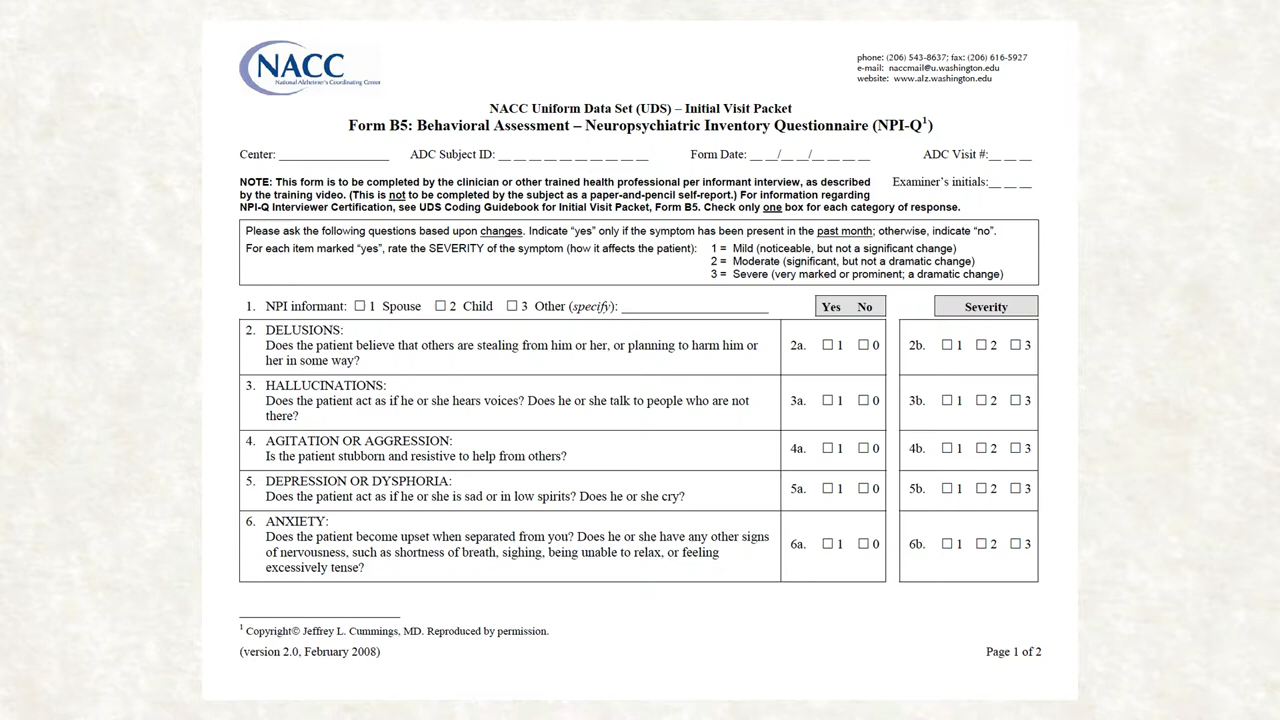 NACC
National Alzheimer's Coordinating Center
phone: (206) 543-8637; fax: (206) 616-5927
e-mail: naccmail@u.washington.edu
website: www.alz.washington.edu
NACC Uniform Data Set (UDS) – Initial Visit Packet
Form B5: Behavioral Assessment – Neuropsychiatric Inventory Questionnaire (NPI-Q1)
Center: ____________________ ADC Subject ID: __ __ __ __ __ __ __ __ __ __ Form Date: __ __/__ __/__ __ __ __ ADC Visit #:__ __ __
NOTE: This form is to be completed by the clinician or other trained health professional per informant interview, as described Examiner's initials:__ __ __
by the training video. (This is not to be completed by the subject as a paper-and-pencil self-report.) For information regarding
NPI-Q Interviewer Certification, see UDS Coding Guidebook for Initial Visit Packet, Form B5. Check only one box for each category of response.
Please ask the following questions based upon changes. Indicate "yes" only if the symptom has been present in the past month; otherwise, indicate "no".
For each item marked "yes", rate the SEVERITY of the symptom (how it affects the patient): 1 = Mild (noticeable, but not a significant change)
2 = Moderate (significant, but not a dramatic change)
3 = Severe (very marked or prominent; a dramatic change)
1. NPI informant: ☐ 1 Spouse ☐ 2 Child ☐ 3 Other (specify): __________________________ Yes No Severity
2. DELUSIONS:
Does the patient believe that others are stealing from him or her, or planning to harm him or 2a. ☐ 1 ☐ 0 2b. ☐ 1 ☐ 2 ☐ 3
her in some way?
3. HALLUCINATIONS:
Does the patient act as if he or she hears voices? Does he or she talk to people who are not 3a. ☐ 1 ☐ 0 3b. ☐ 1 ☐ 2 ☐ 3
there?
4. AGITATION OR AGGRESSION:
Is the patient stubborn and resistive to help from others? 4a. ☐ 1 ☐ 0 4b. ☐ 1 ☐ 2 ☐ 3
5. DEPRESSION OR DYSPHORIA:
Does the patient act as if he or she is sad or in low spirits? Does he or she cry? 5a. ☐ 1 ☐ 0 5b. ☐ 1 ☐ 2 ☐ 3
6. ANXIETY:
Does the patient become upset when separated from you? Does he or she have any other signs
of nervousness, such as shortness of breath, sighing, being unable to relax, or feeling 6a. ☐ 1 ☐ 0 6b. ☐ 1 ☐ 2 ☐ 3
excessively tense?
1 Copyright© Jeffrey L. Cummings, MD. Reproduced by permission.
(version 2.0, February 2008) Page 1 of 2